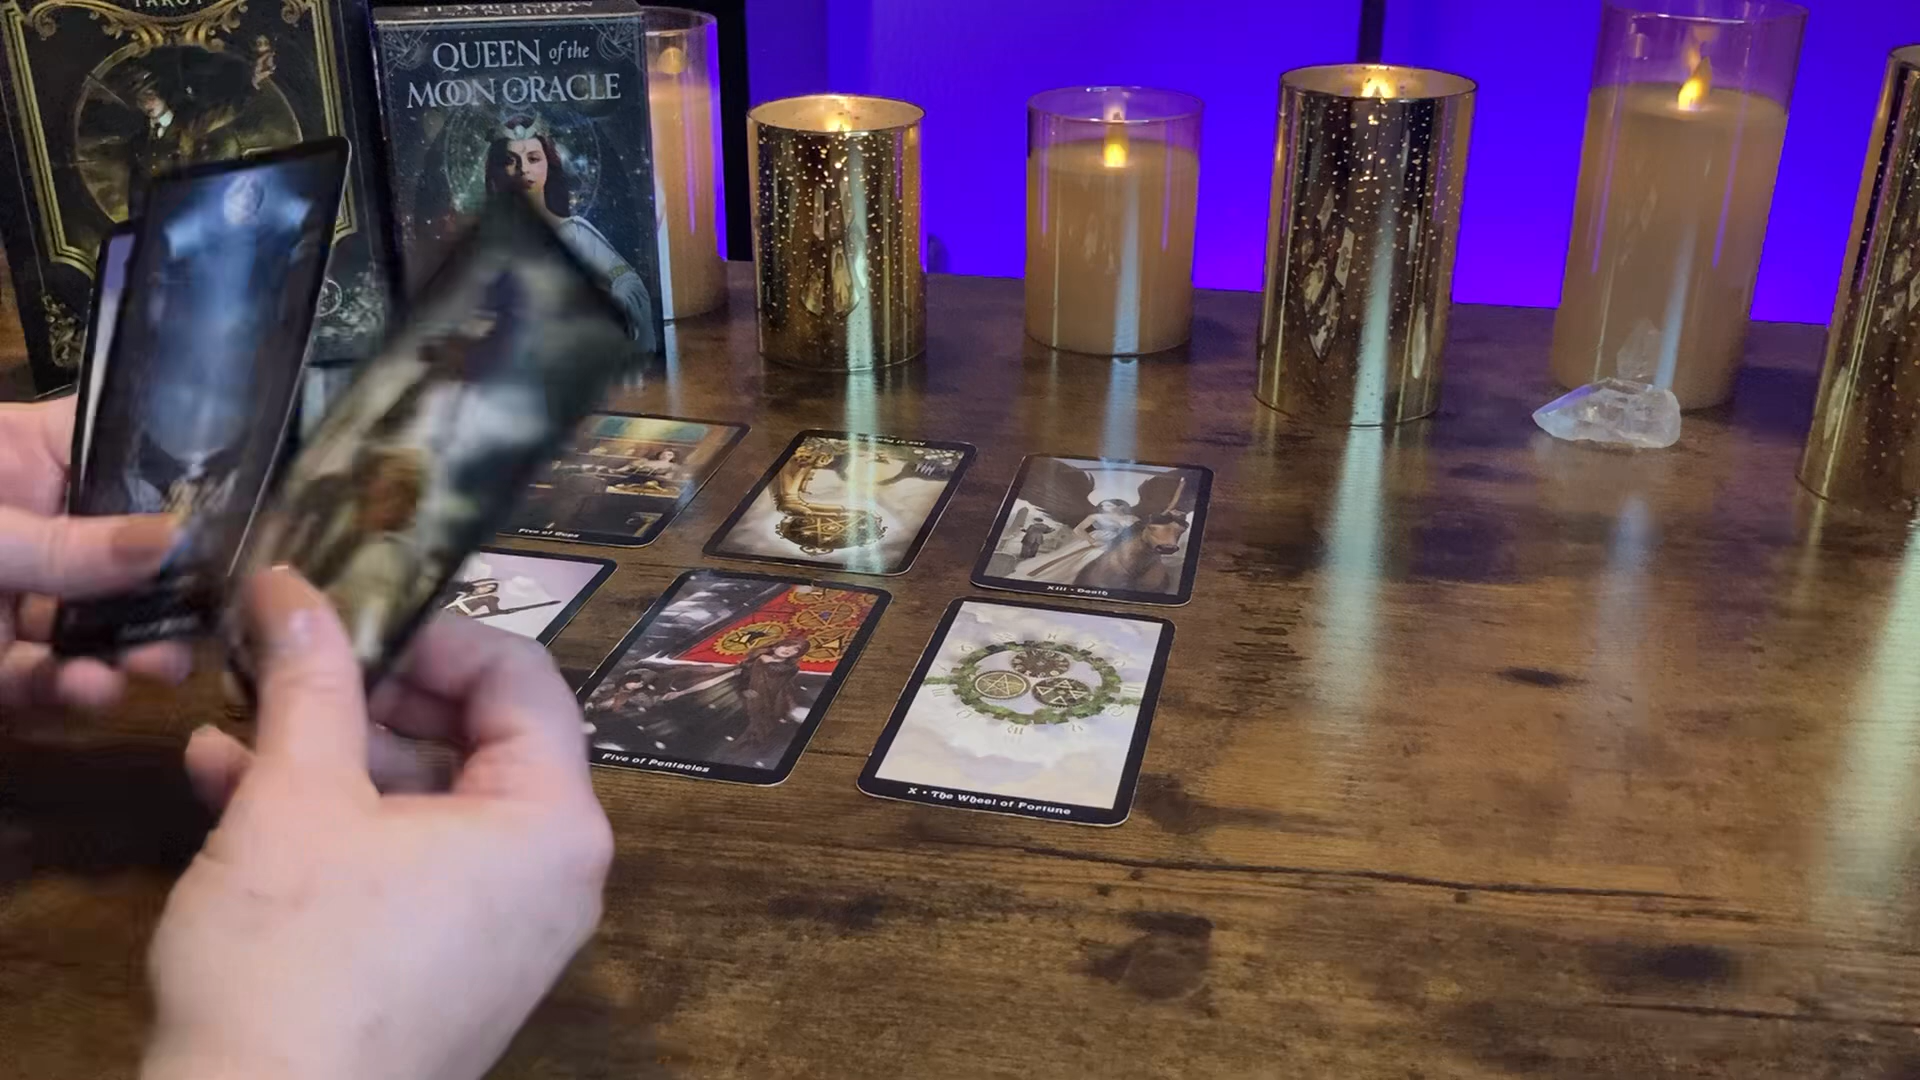 TAROT
QUEEN of the
MOON ORACLE
Five of Cups
XIII • Death
Five of Pentacles
X • The Wheel of Fortune